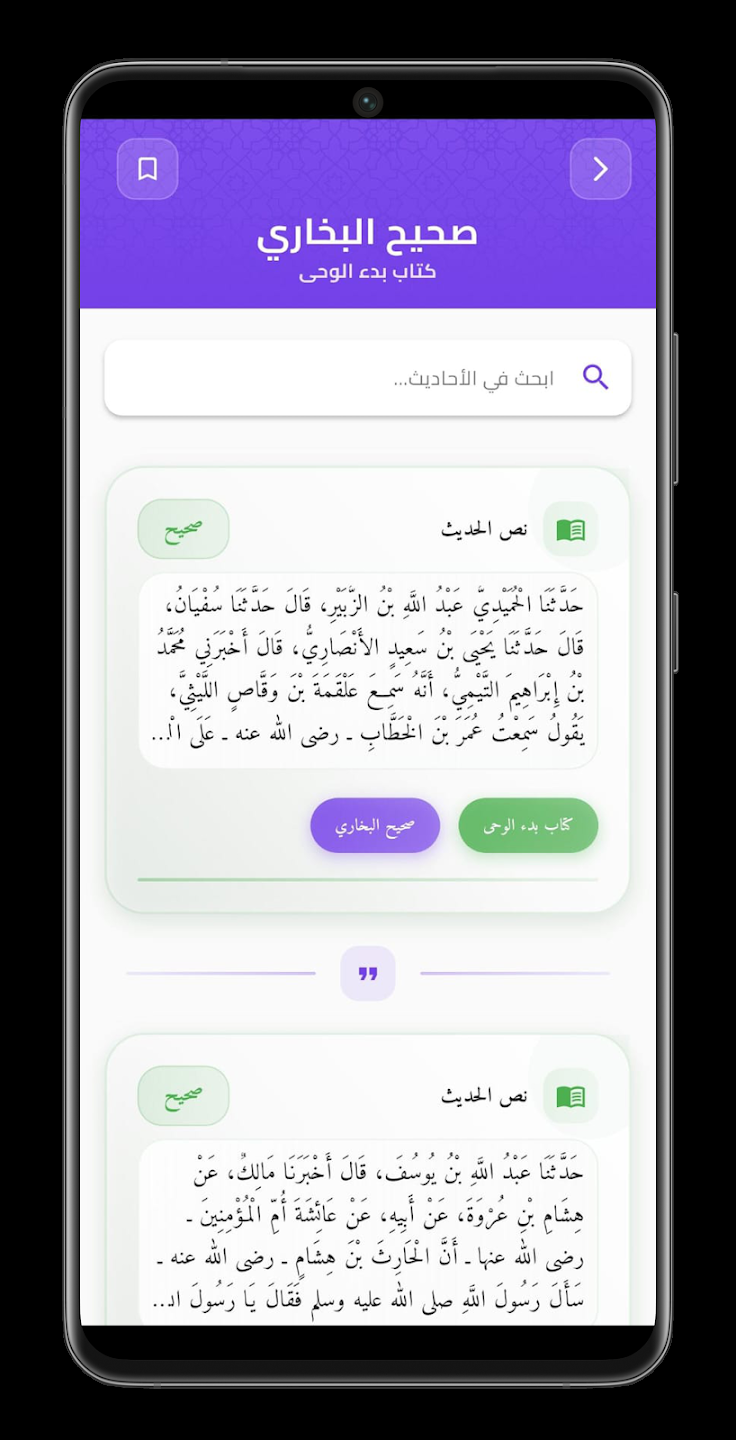 صحيح البخاري
كتاب بدء الوحى
ابحث في الأحاديث...
نص الحديث
صحيح
حَدَّثَنَا الْحُمَيْدِيُّ عَبْدُ اللَّهِ بْنُ الزُّبَيْرِ، قَالَ حَدَّثَنَا سُفْيَانُ،
قَالَ حَدَّثَنَا يَحْيَى بْنُ سَعِيدٍ الأَنْصَارِيُّ، قَالَ أَخْبَرَنِي مُحَمَّدُ
بْنُ إِبْرَاهِيمَ التَّيْمِيُّ، أَنَّهُ سَمِعَ عَلْقَمَةَ بْنَ وَقَّاصٍ اللَّيْثِيَّ،
يَقُولُ سَمِعْتُ عُمَرَ بْنَ الْخَطَّابِ ـ رضى الله عنه ـ عَلَى الْ...
كتاب بدء الوحى
صحيح البخاري
نص الحديث
صحيح
حَدَّثَنَا عَبْدُ اللَّهِ بْنُ يُوسُفَ، قَالَ أَخْبَرَنَا مَالِكٌ، عَنْ
هِشَامِ بْنِ عُرْوَةَ، عَنْ أَبِيهِ، عَنْ عَائِشَةَ أُمِّ الْمُؤْمِنِينَ ـ
رضى الله عنها ـ أَنَّ الْحَارِثَ بْنَ هِشَامٍ ـ رضى الله عنه ـ
سَأَلَ رَسُولَ اللَّهِ صلى الله عليه وسلم فَقَالَ يَا رَسُولَ ال...